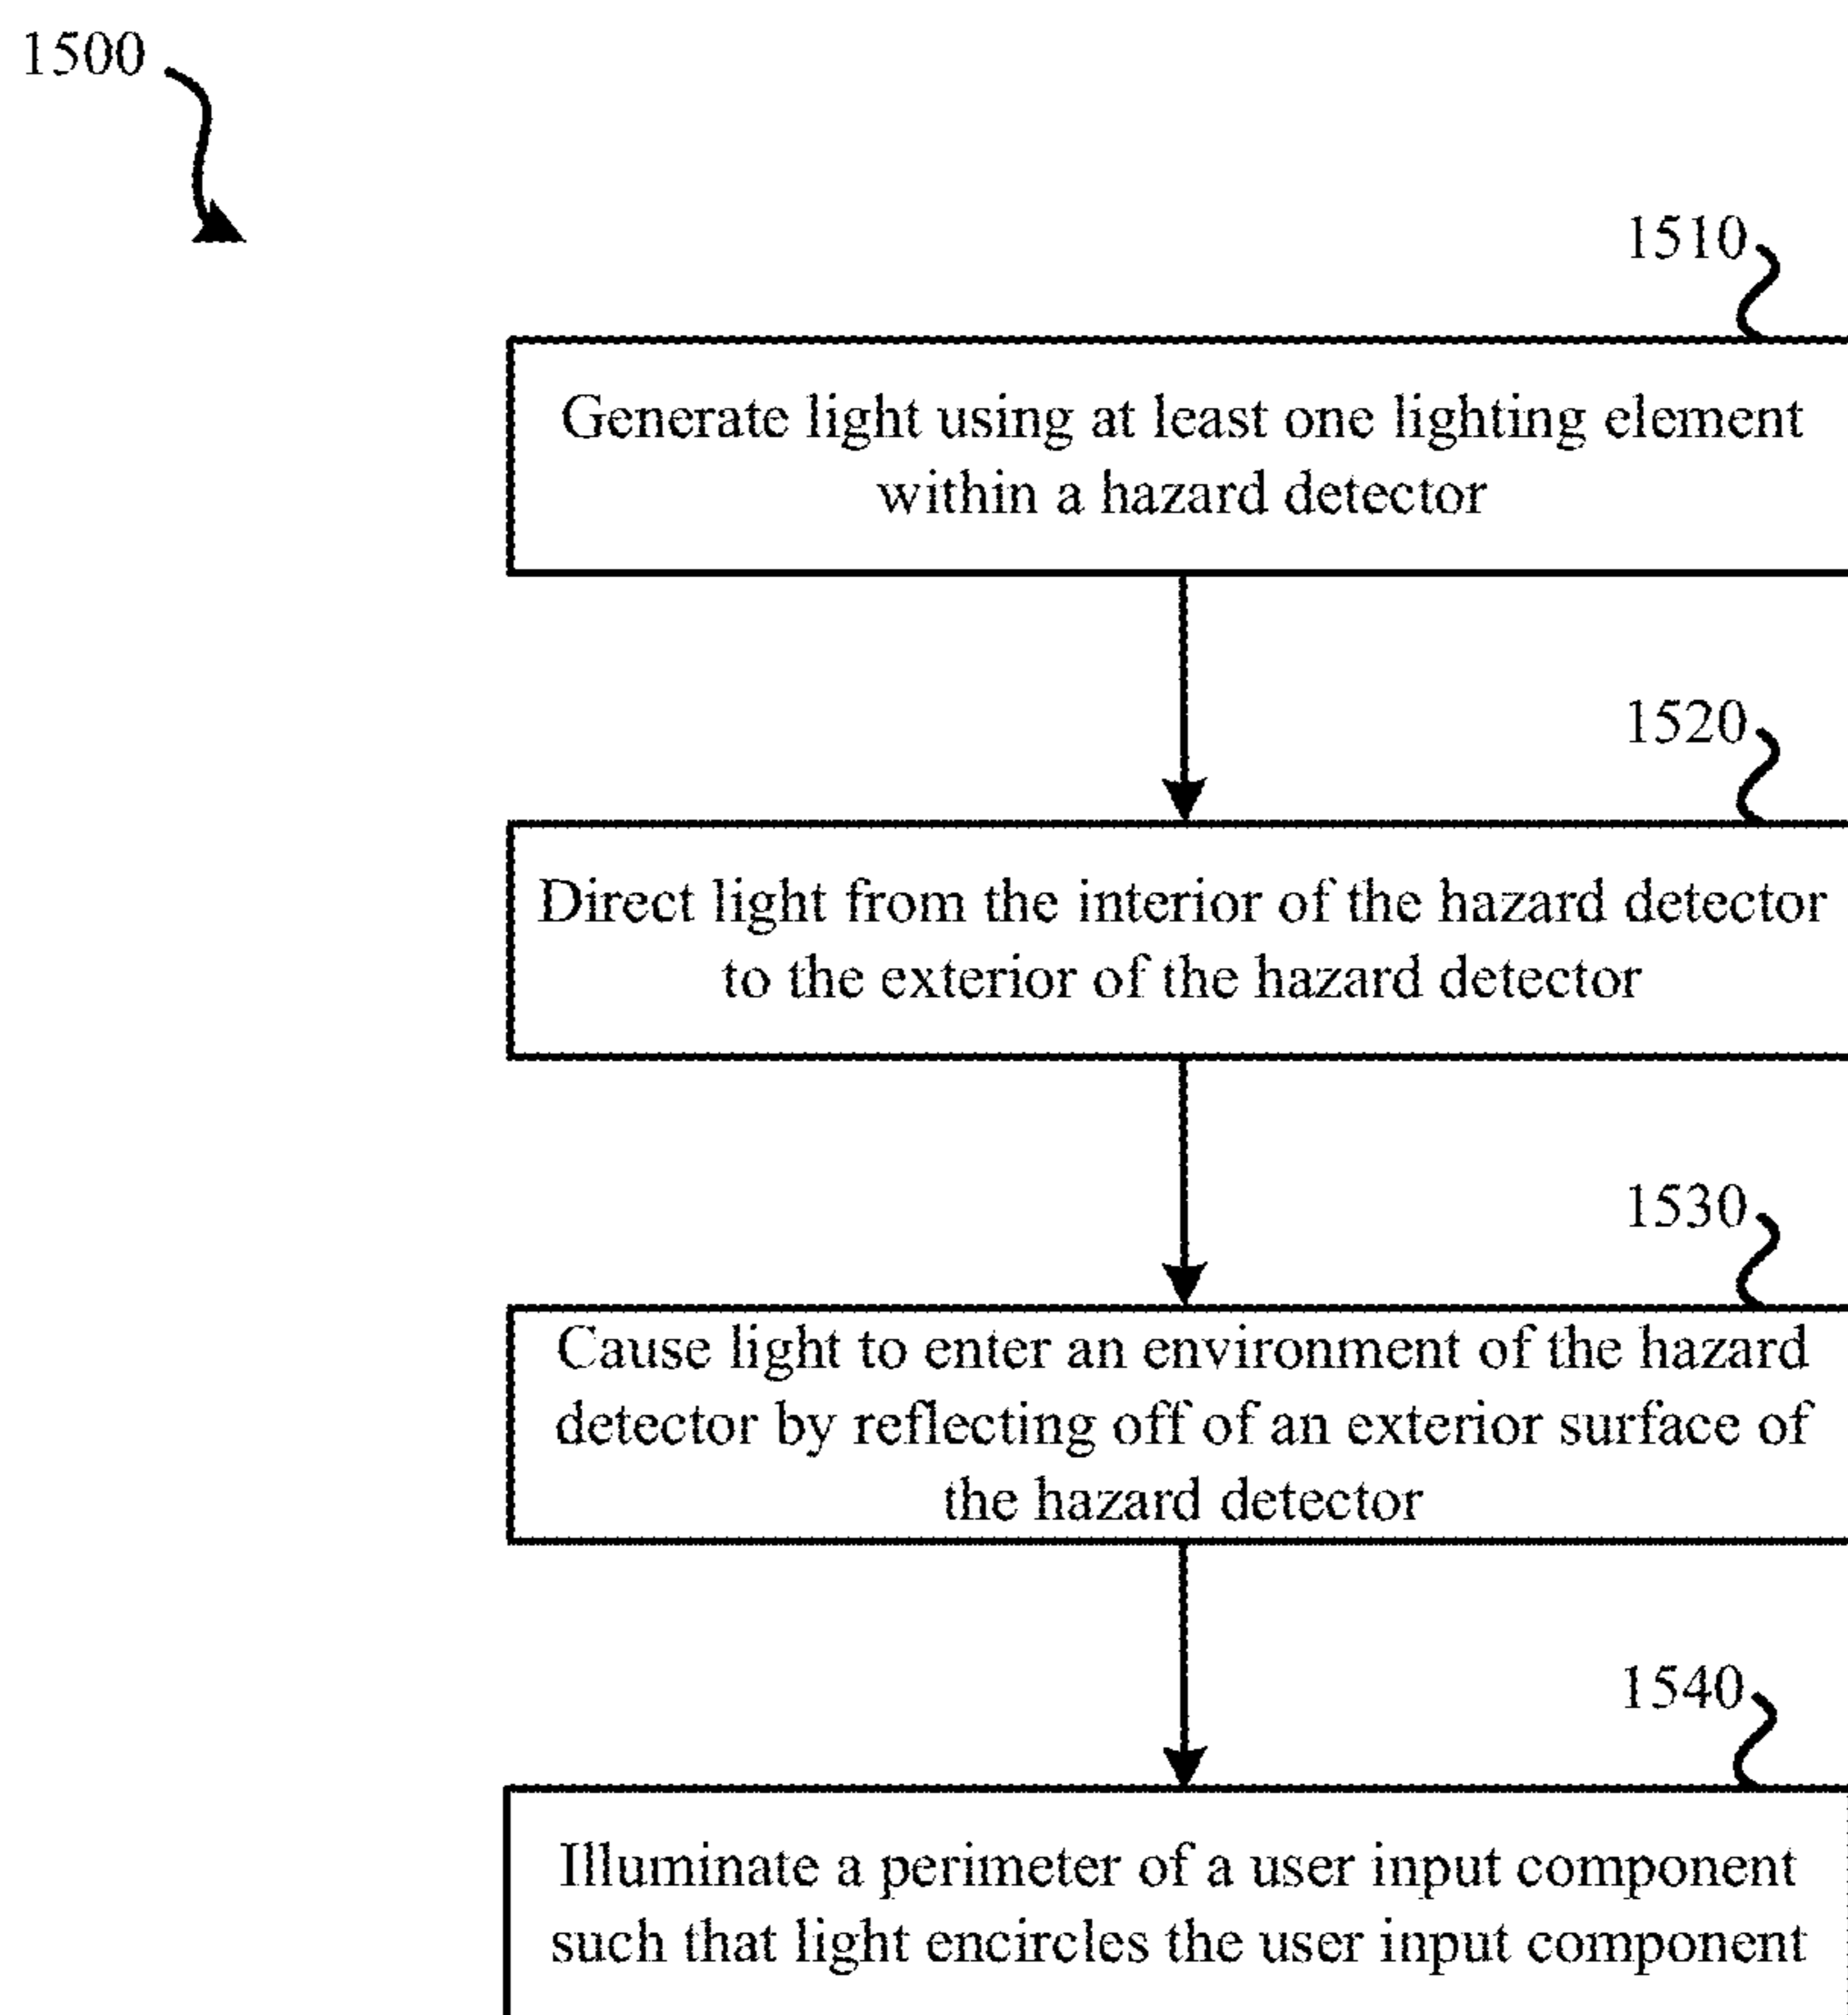 1500
1510
Generate light using at least one lighting element
within a hazard detector
1520
Direct light from the interior of the hazard detector
to the exterior of the hazard detector
1530
Cause light to enter an environment of the hazard
detector by reflecting off of an exterior surface of
the hazard detector
1540
Illuminate a perimeter of a user input component
such that light encircles the user input component